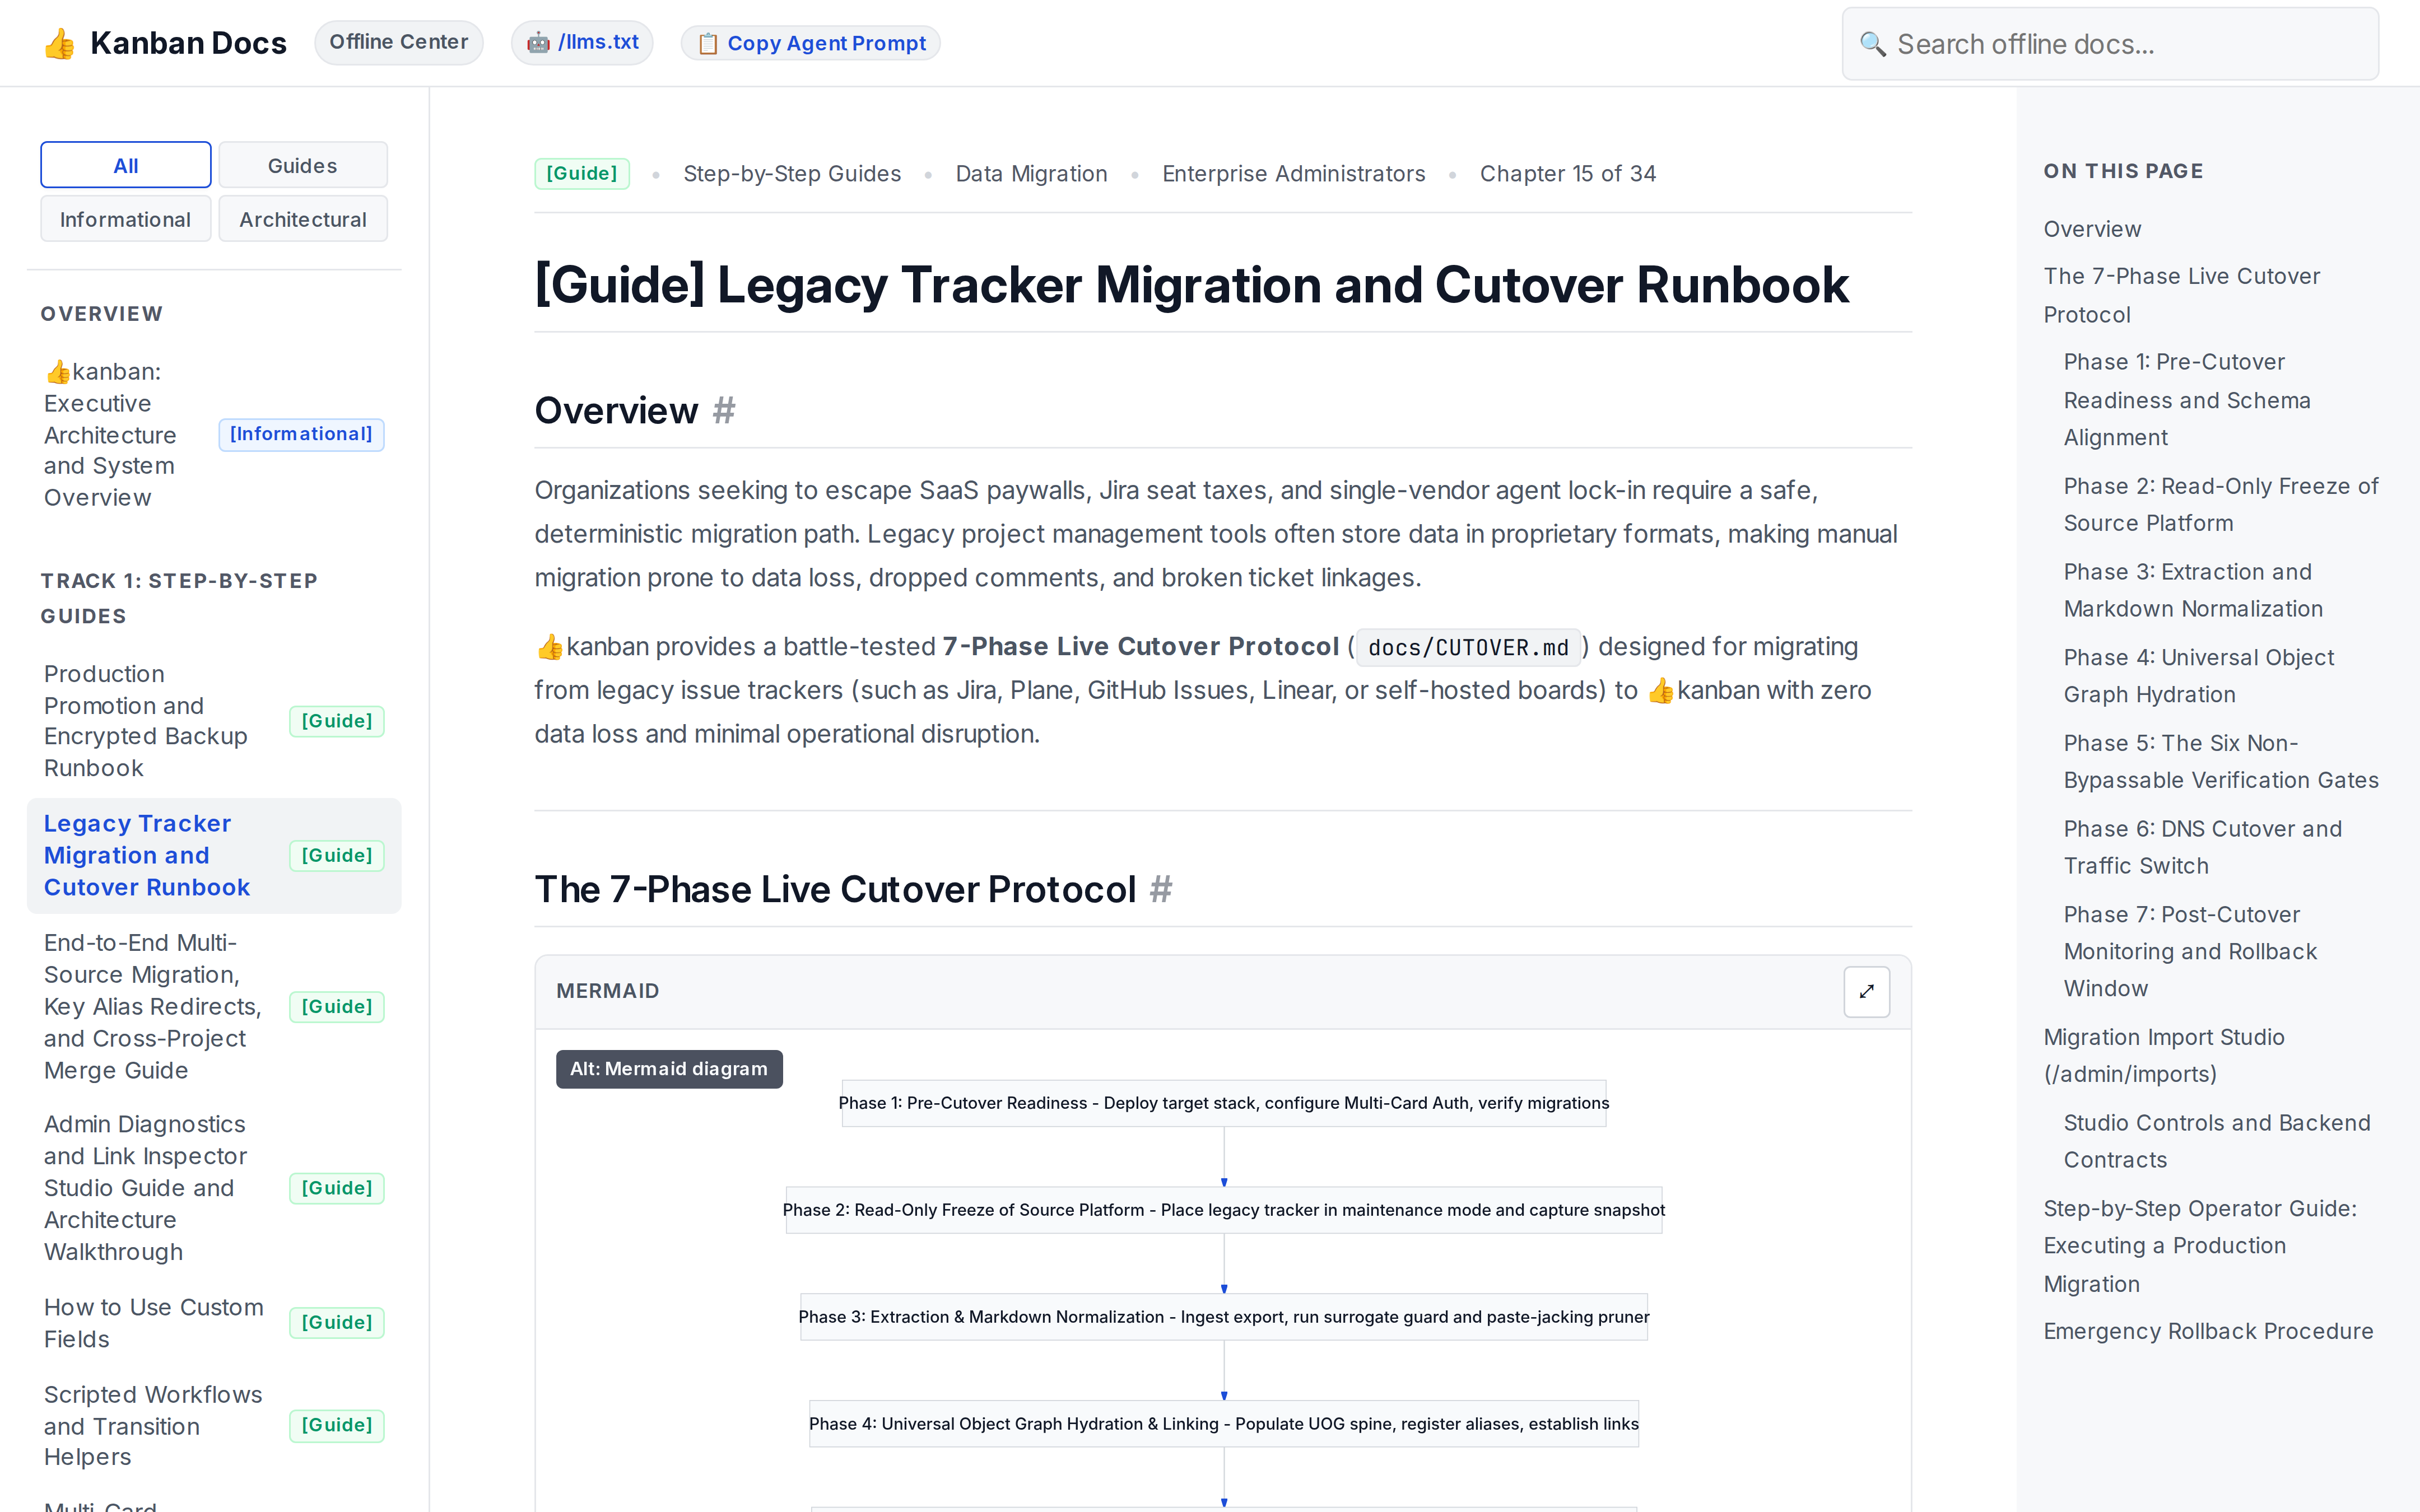 👍 Kanban Docs
Offline Center
🤖 /llms.txt
📋 Copy Agent Prompt
🔍 Search offline docs...
All
Guides
Informational
Architectural
OVERVIEW
👍kanban:
Executive
Architecture
and System
Overview
[Informational]
TRACK 1: STEP-BY-STEP
GUIDES
Production
Promotion and
Encrypted Backup
Runbook
[Guide]
Legacy Tracker
Migration and
Cutover Runbook
[Guide]
End-to-End Multi-
Source Migration,
Key Alias Redirects,
and Cross-Project
Merge Guide
[Guide]
Admin Diagnostics
and Link Inspector
Studio Guide and
Architecture
Walkthrough
[Guide]
How to Use Custom
Fields
[Guide]
Scripted Workflows
and Transition
Helpers
[Guide]
Multi-Card
[Guide] • Step-by-Step Guides • Data Migration • Enterprise Administrators • Chapter 15 of 34
[Guide] Legacy Tracker Migration and Cutover Runbook
Overview #
Organizations seeking to escape SaaS paywalls, Jira seat taxes, and single-vendor agent lock-in require a safe,
deterministic migration path. Legacy project management tools often store data in proprietary formats, making manual
migration prone to data loss, dropped comments, and broken ticket linkages.
👍kanban provides a battle-tested 7-Phase Live Cutover Protocol (docs/CUTOVER.md) designed for migrating
from legacy issue trackers (such as Jira, Plane, GitHub Issues, Linear, or self-hosted boards) to 👍kanban with zero
data loss and minimal operational disruption.
The 7-Phase Live Cutover Protocol #
MERMAID
⤢
Alt: Mermaid diagram
Phase 1: Pre-Cutover Readiness - Deploy target stack, configure Multi-Card Auth, verify migrations
Phase 2: Read-Only Freeze of Source Platform - Place legacy tracker in maintenance mode and capture snapshot
Phase 3: Extraction & Markdown Normalization - Ingest export, run surrogate guard and paste-jacking pruner
Phase 4: Universal Object Graph Hydration & Linking - Populate UOG spine, register aliases, establish links
ON THIS PAGE
Overview
The 7-Phase Live Cutover
Protocol
Phase 1: Pre-Cutover
Readiness and Schema
Alignment
Phase 2: Read-Only Freeze of
Source Platform
Phase 3: Extraction and
Markdown Normalization
Phase 4: Universal Object
Graph Hydration
Phase 5: The Six Non-
Bypassable Verification Gates
Phase 6: DNS Cutover and
Traffic Switch
Phase 7: Post-Cutover
Monitoring and Rollback
Window
Migration Import Studio
(/admin/imports)
Studio Controls and Backend
Contracts
Step-by-Step Operator Guide:
Executing a Production
Migration
Emergency Rollback Procedure